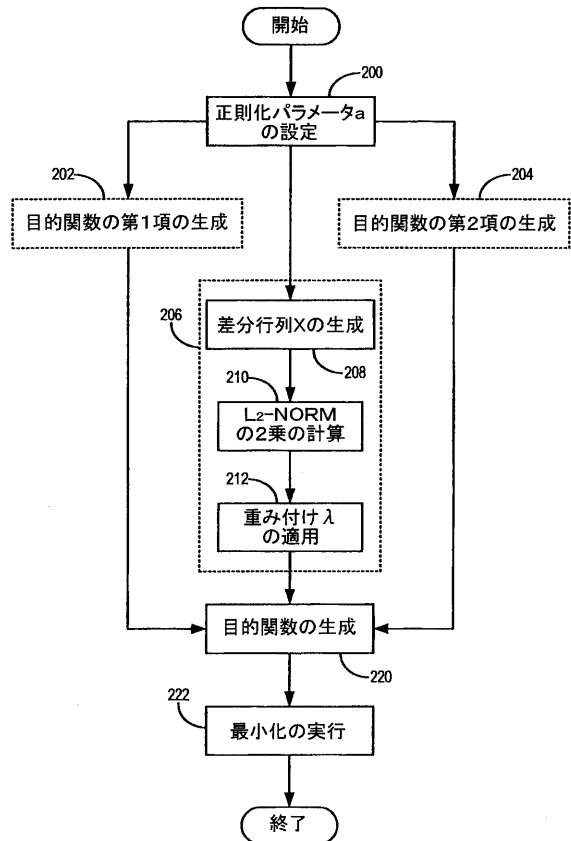 開始
200
正則化パラメータa
の設定
202
目的関数の第1項の生成
204
目的関数の第2項の生成
206
差分行列Xの生成
208
210
L₂-NORM
の2乗の計算
212
重み付けλ
の適用
目的関数の生成
220
222
最小化の実行
終了